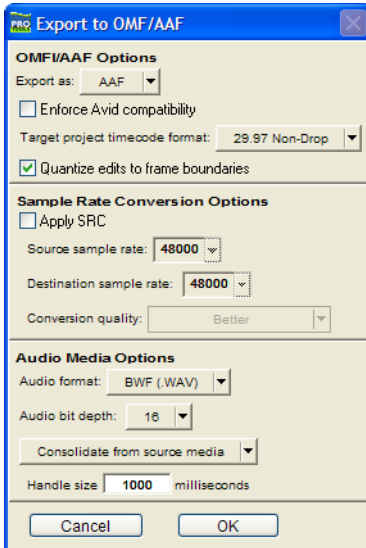 PRO Export to OMF/AAF
OMFI/AAF Options
Export as: AAF
Enforce Avid compatibility
Target project timecode format: 29.97 Non-Drop
Quantize edits to frame boundaries
Sample Rate Conversion Options
Apply SRC
Source sample rate: 48000
Destination sample rate: 48000
Conversion quality: Better
Audio Media Options
Audio format: BWF (.WAV)
Audio bit depth: 16
Consolidate from source media
Handle size 1000 milliseconds
Cancel OK